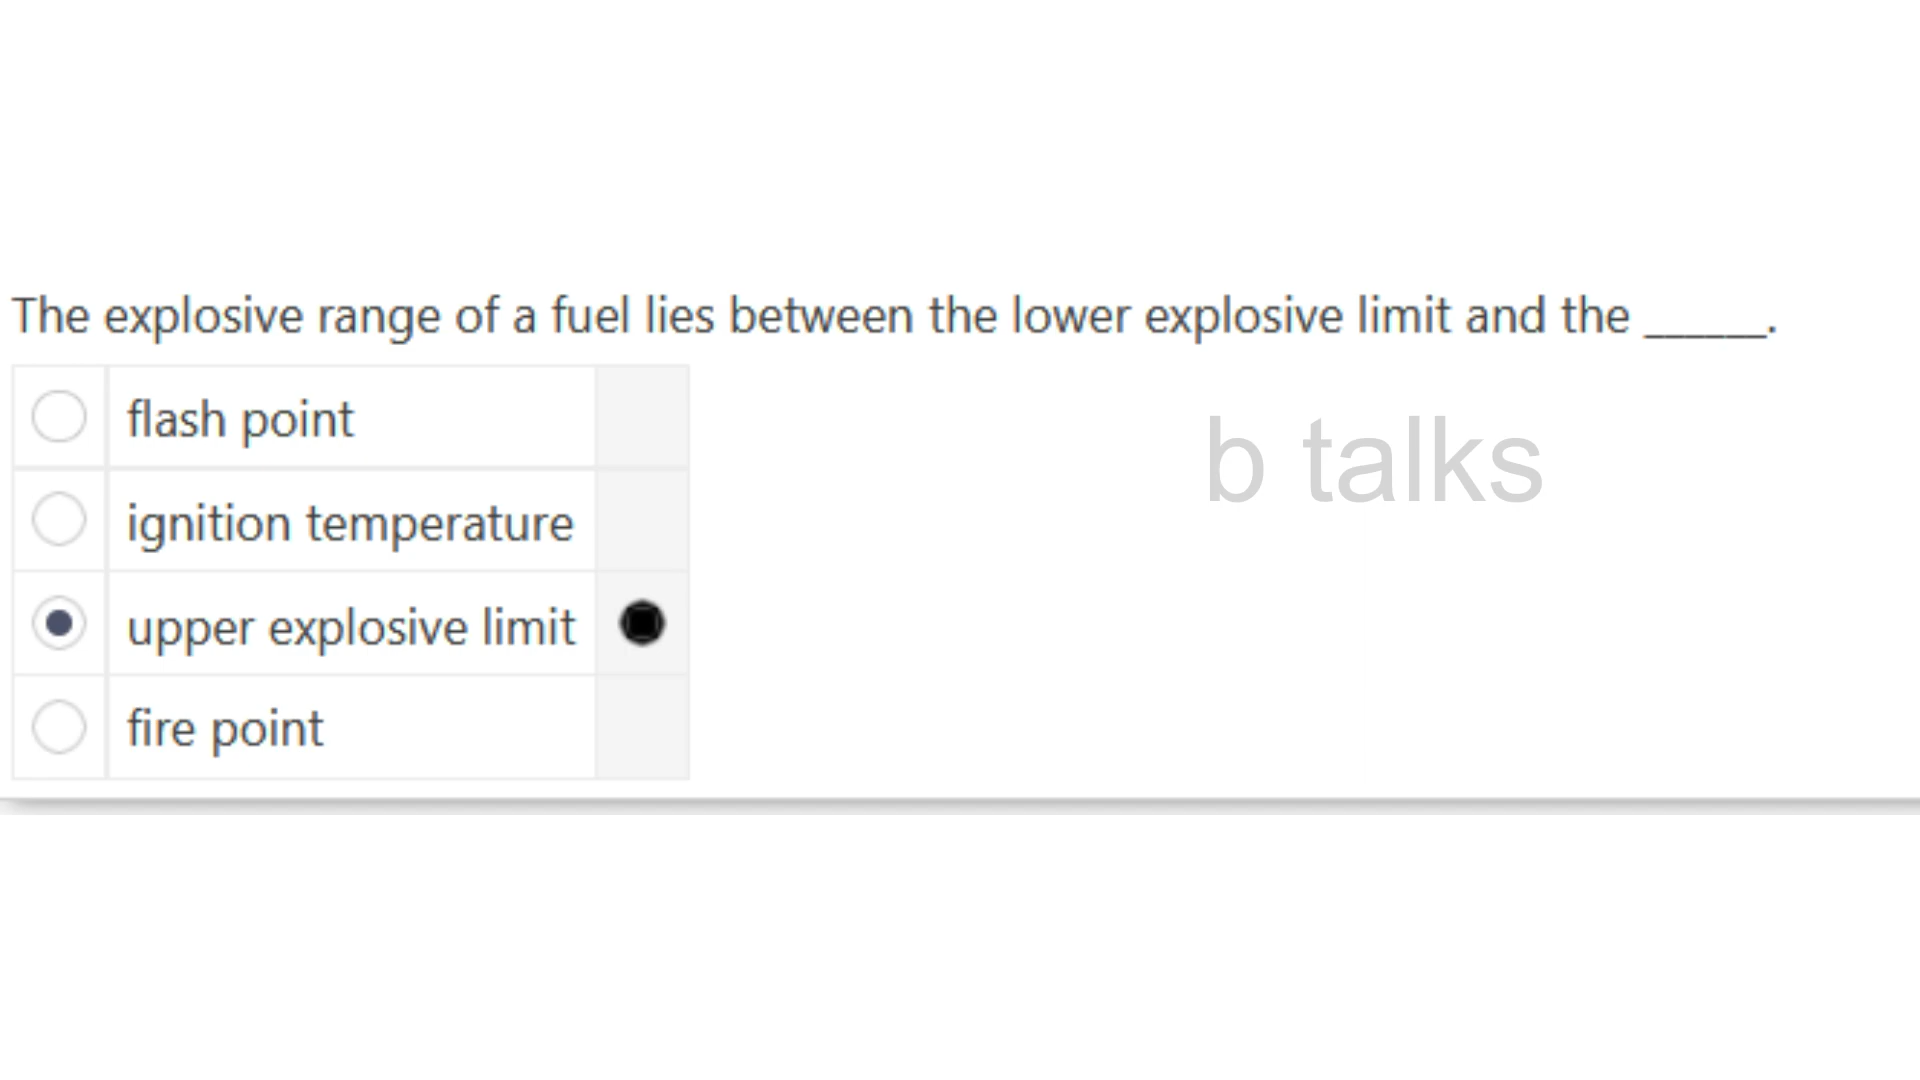 The explosive range of a fuel lies between the lower explosive limit and the ______.
flash point
b talks
ignition temperature
upper explosive limit
fire point